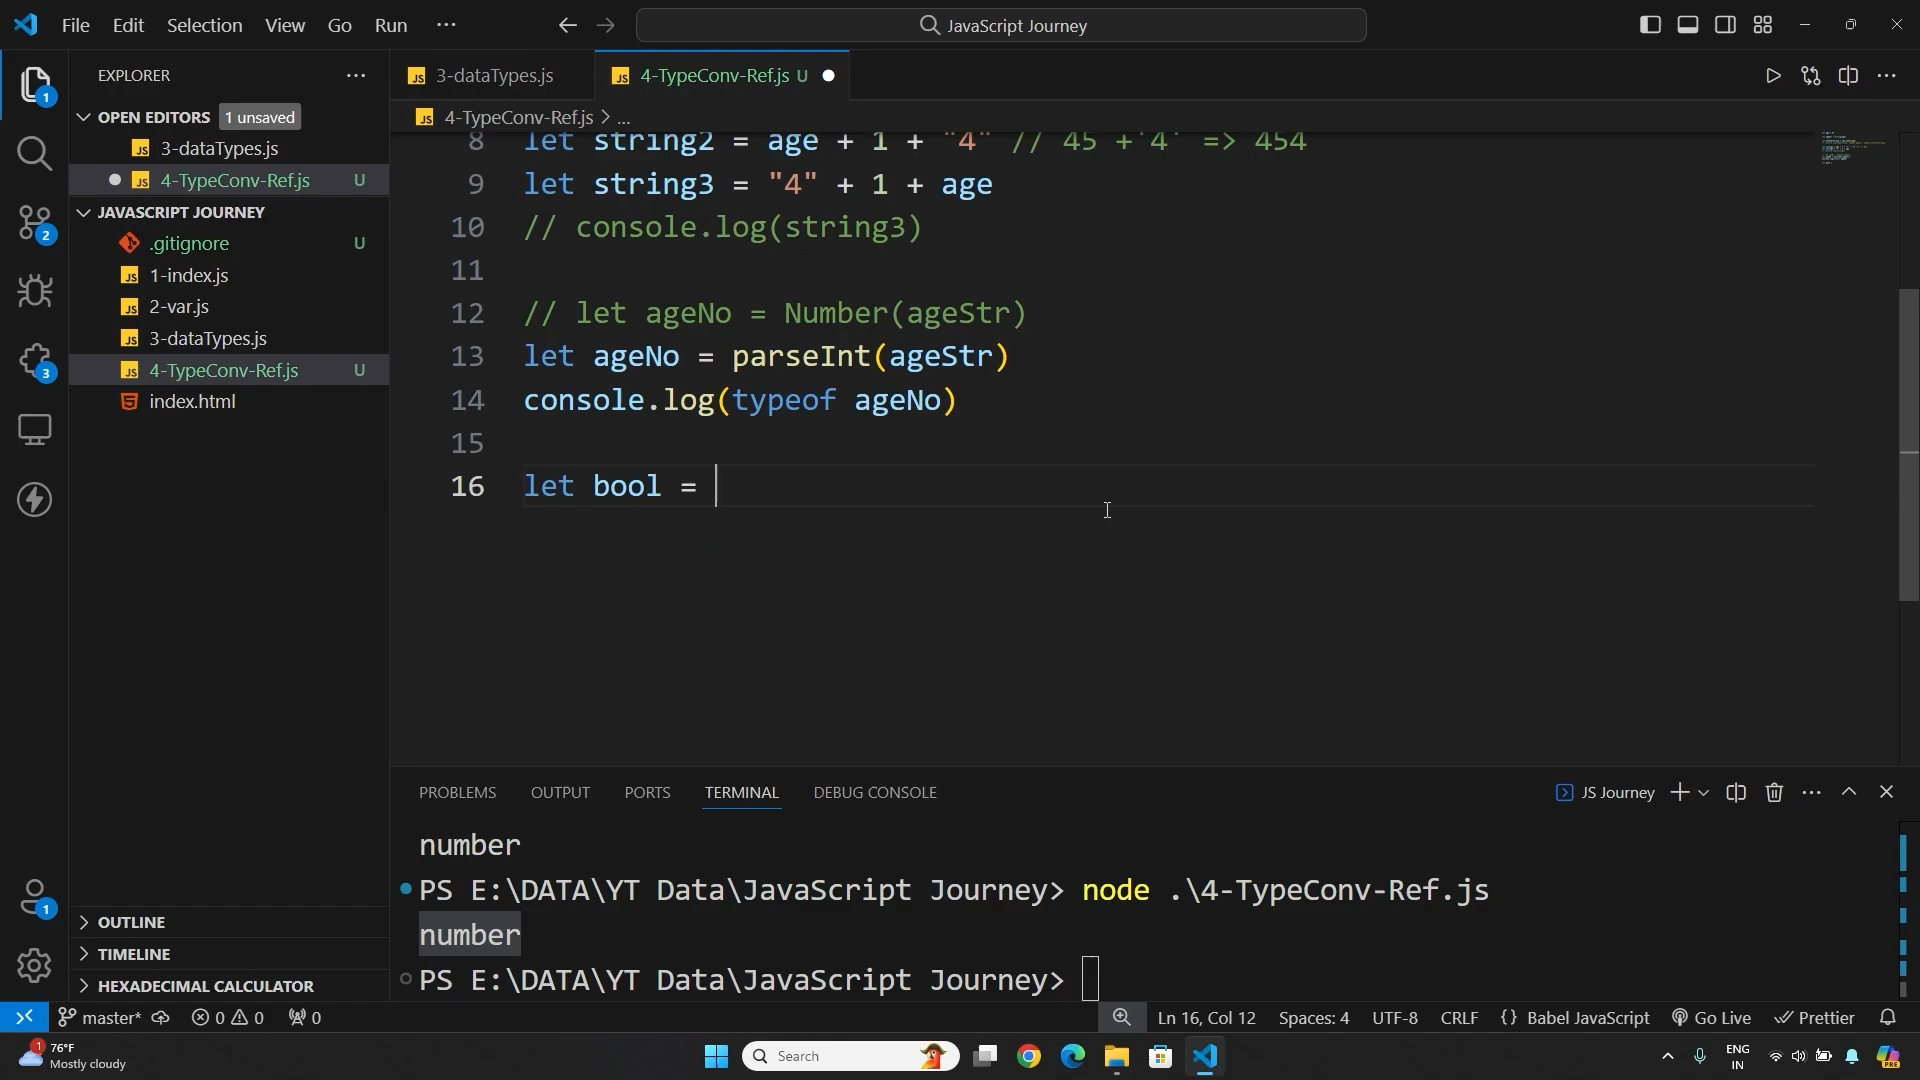 File Edit Selection View Go Run ...
JavaScript Journey
EXPLORER
OPEN EDITORS 1 unsaved
3-dataTypes.js
4-TypeConv-Ref.js U
JAVASCRIPT JOURNEY
.gitignore U
1-index.js
2-var.js
3-dataTypes.js
4-TypeConv-Ref.js U
index.html
OUTLINE
TIMELINE
HEXADECIMAL CALCULATOR
1
2
3
1
3-dataTypes.js
4-TypeConv-Ref.js U
4-TypeConv-Ref.js > ...
8 let string2 = age + 1 + "4" // 45 +'4' => 454
9 let string3 = "4" + 1 + age
10 // console.log(string3)
11
12 // let ageNo = Number(ageStr)
13 let ageNo = parseInt(ageStr)
14 console.log(typeof ageNo)
15
16 let bool =
PROBLEMS OUTPUT PORTS TERMINAL DEBUG CONSOLE
JS Journey
number
PS E:\DATA\YT Data\JavaScript Journey> node .\4-TypeConv-Ref.js
number
PS E:\DATA\YT Data\JavaScript Journey>
master* 0 0 0
Ln 16, Col 12 Spaces: 4 UTF-8 CRLF {} Babel JavaScript Go Live Prettier
1
76°F
Mostly cloudy
Search
ENG
IN
PRE